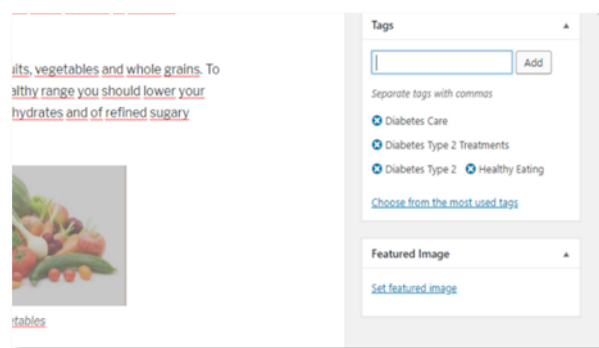 uits, vegetables and whole grains. To
althy range you should lower your
hydrates and of refined sugary
etables
Tags
Add
Separate tags with commas
Diabetes Care
Diabetes Type 2 Treatments
Diabetes Type 2 Healthy Eating
Choose from the most used tags
Featured Image
Set featured image